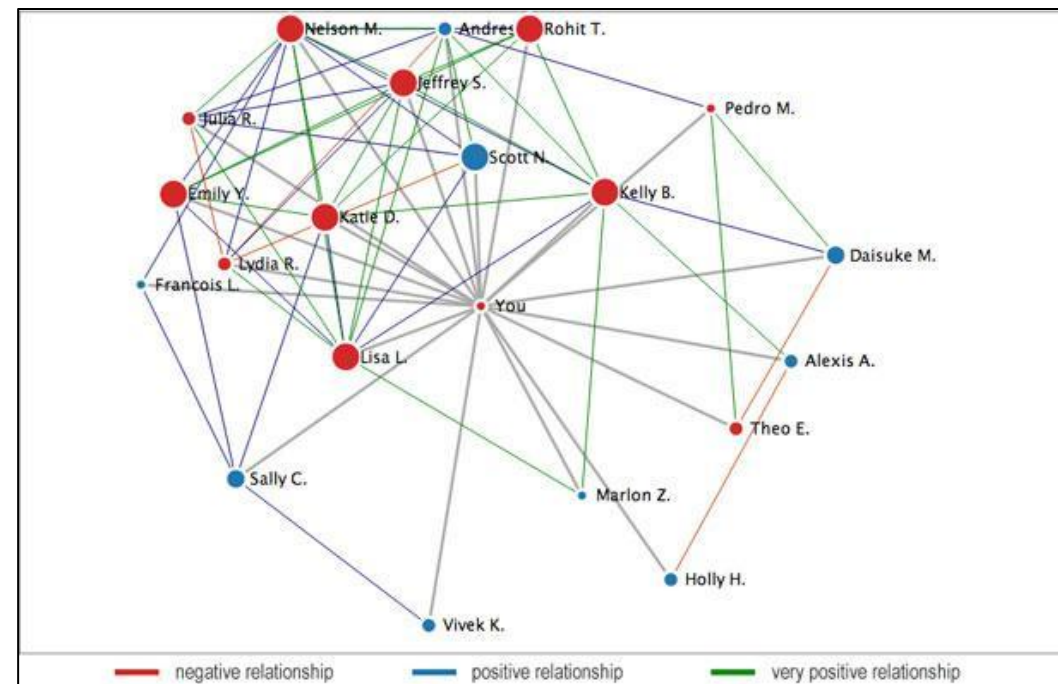 Nelson M.
Andres
Rohit T.
Jeffrey S.
Pedro M.
Julia R.
Scott N.
Emily Y.
Kelly B.
Katie D.
Lydia R.
Daisuke M.
Francois L.
You
Lisa L.
Alexis A.
Theo E.
Sally C.
Marlon Z.
Holly H.
Vivek K.
negative relationship positive relationship very positive relationship